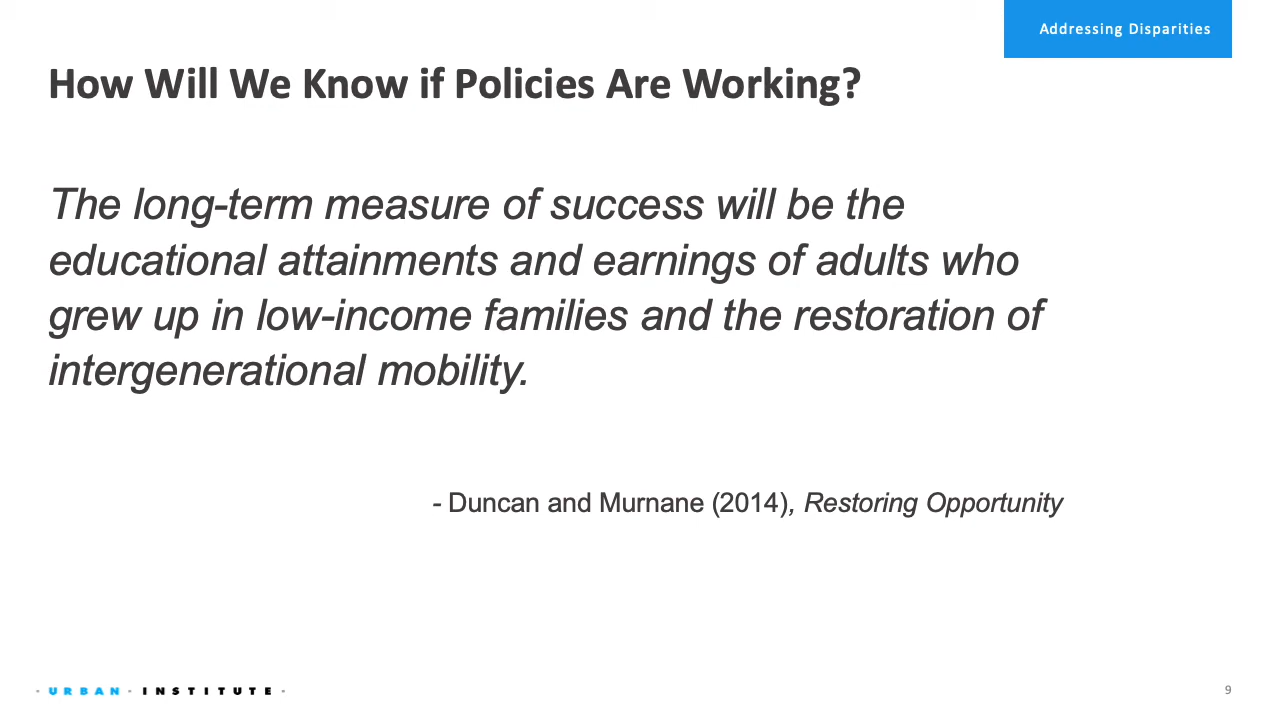 Addressing Disparities
How Will We Know if Policies Are Working?
The long-term measure of success will be the
educational attainments and earnings of adults who
grew up in low-income families and the restoration of
intergenerational mobility.
- Duncan and Murnane (2014), Restoring Opportunity
· URBAN · INSTITUTE ·
9